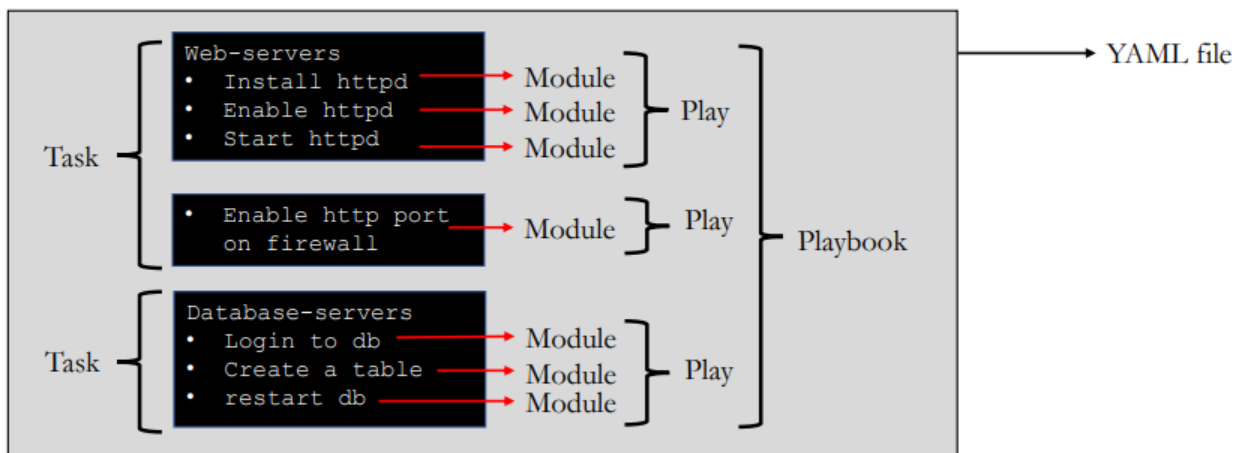 Web-servers
• Install httpd
• Enable httpd
• Start httpd
Module
Module
Module
Play
Task
• Enable http port
on firewall
Module
Play
Playbook
YAML file
Database-servers
• Login to db
• Create a table
• restart db
Module
Module
Module
Play
Task